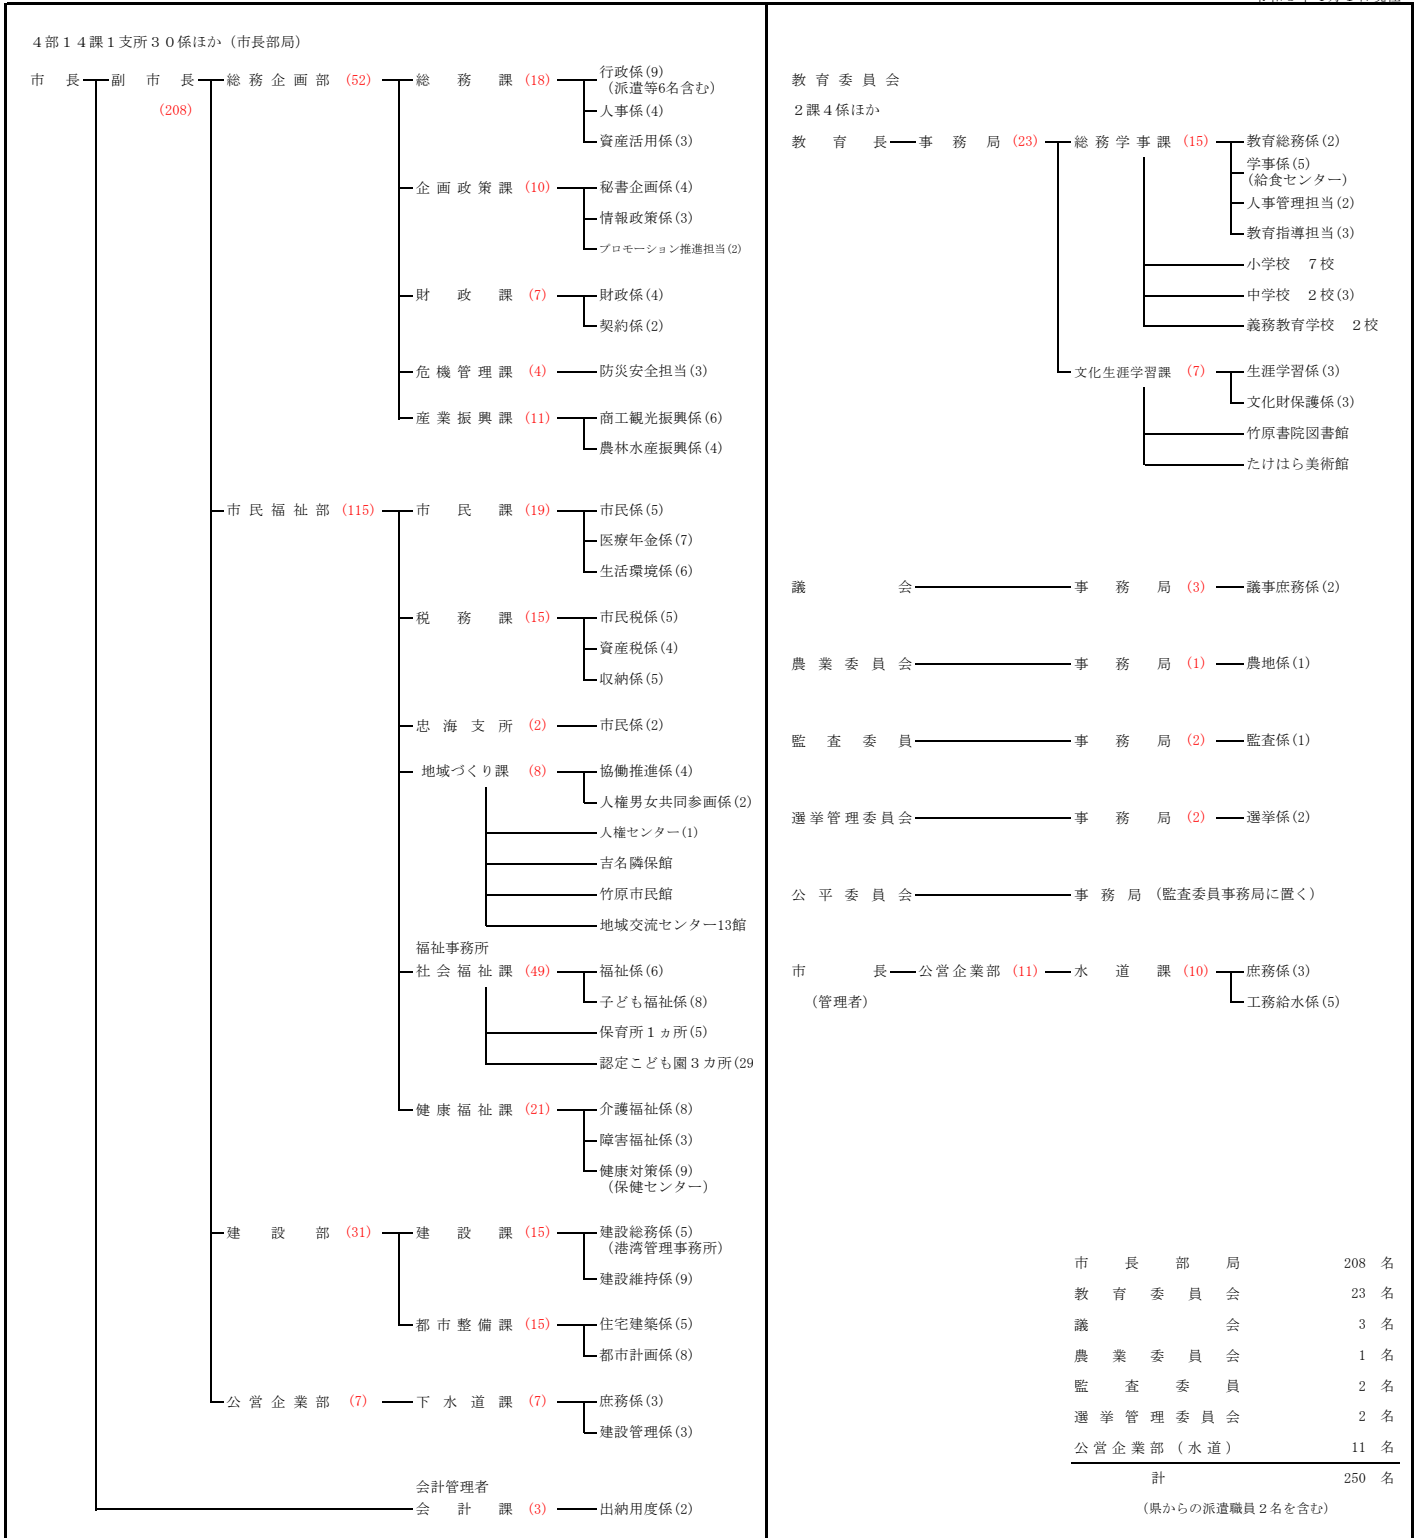 ４部１４課１支所３０係ほか（市長部局）
市長 副市長 総務企画部 (52) 総務課 (18) 行政係(9)
（派遣等6名含む）
(208)
人事係(4)
資産活用係(3)
企画政策課 (10) 秘書企画係(4)
情報政策係(3)
プロモーション推進担当(2)
財政課 (7) 財政係(4)
契約係(2)
危機管理課 (4) 防災安全担当(3)
産業振興課 (11) 商工観光振興係(6)
農林水産振興係(4)
市民福祉部 (115) 市民課 (19) 市民係(5)
医療年金係(7)
生活環境係(6)
税務課 (15) 市民税係(5)
資産税係(4)
収納係(5)
忠海支所 (2) 市民係(2)
地域づくり課 (8) 協働推進係(4)
人権男女共同参画係(2)
人権センター(1)
吉名隣保館
竹原市民館
地域交流センター13館
福祉事務所
社会福祉課 (49) 福祉係(6)
子ども福祉係(8)
保育所１ヵ所(5)
認定こども園３カ所(29
健康福祉課 (21) 介護福祉係(8)
障害福祉係(3)
健康対策係(9)
（保健センター）
建設部 (31) 建設課 (15) 建設総務係(5)
（港湾管理事務所）
建設維持係(9)
都市整備課 (15) 住宅建築係(5)
都市計画係(8)
公営企業部 (7) 下水道課 (7) 庶務係(3)
建設管理係(3)
会計管理者
会計課 (3) 出納用度係(2)
教育委員会
２課４係ほか
教育長 事務局 (23) 総務学事課 (15) 教育総務係(2)
学事係(5)
(給食センター)
人事管理担当(2)
教育指導担当(3)
小学校　７校
中学校　２校(3)
義務教育学校　２校
文化生涯学習課 (7) 生涯学習係(3)
文化財保護係(3)
竹原書院図書館
たけはら美術館
議会 事務局 (3) 議事庶務係(2)
農業委員会 事務局 (1) 農地係(1)
監査委員 事務局 (2) 監査係(1)
選挙管理委員会 事務局 (2) 選挙係(2)
公平委員会 事務局 （監査委員事務局に置く）
市長 公営企業部 (11) 水道課 (10) 庶務係(3)
（管理者）
工務給水係(5)
市長部局 208 名
教育委員会 23 名
議会 3 名
農業委員会 1 名
監査委員 2 名
選挙管理委員会 2 名
公営企業部（水道） 11 名
計 250 名
（県からの派遣職員２名を含む）